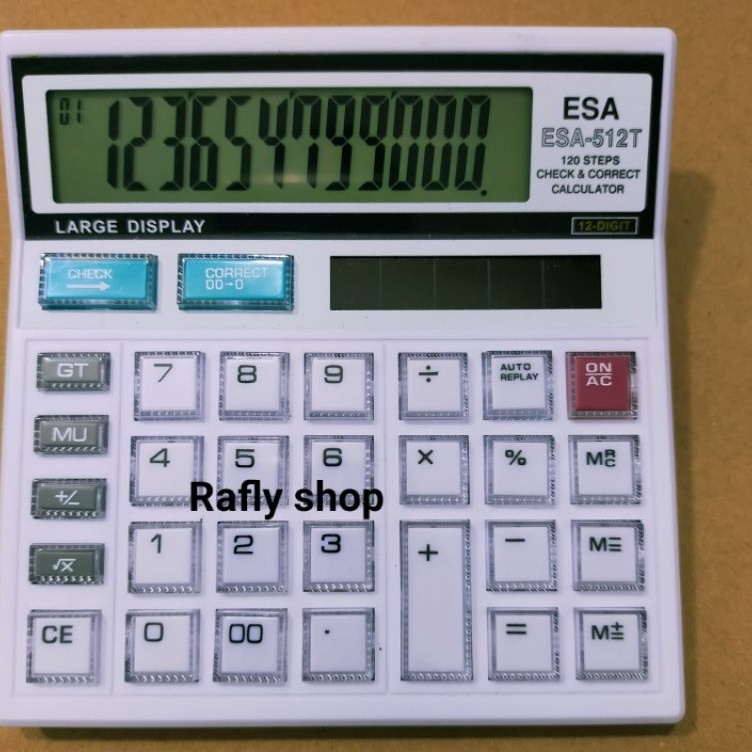 01
123654799000.
ESA
ESA-512T
120 STEPS
CHECK & CORRECT
CALCULATOR
LARGE DISPLAY
12-DIGIT
CHECK →
CORRECT
00→0
GT 7 8 9 ÷ AUTO REPLAY ON/AC
MU 4 5 6 × % MRC
Rafly shop
+/- 1 2 3 + − M=
√x
CE 0 00 . = M±